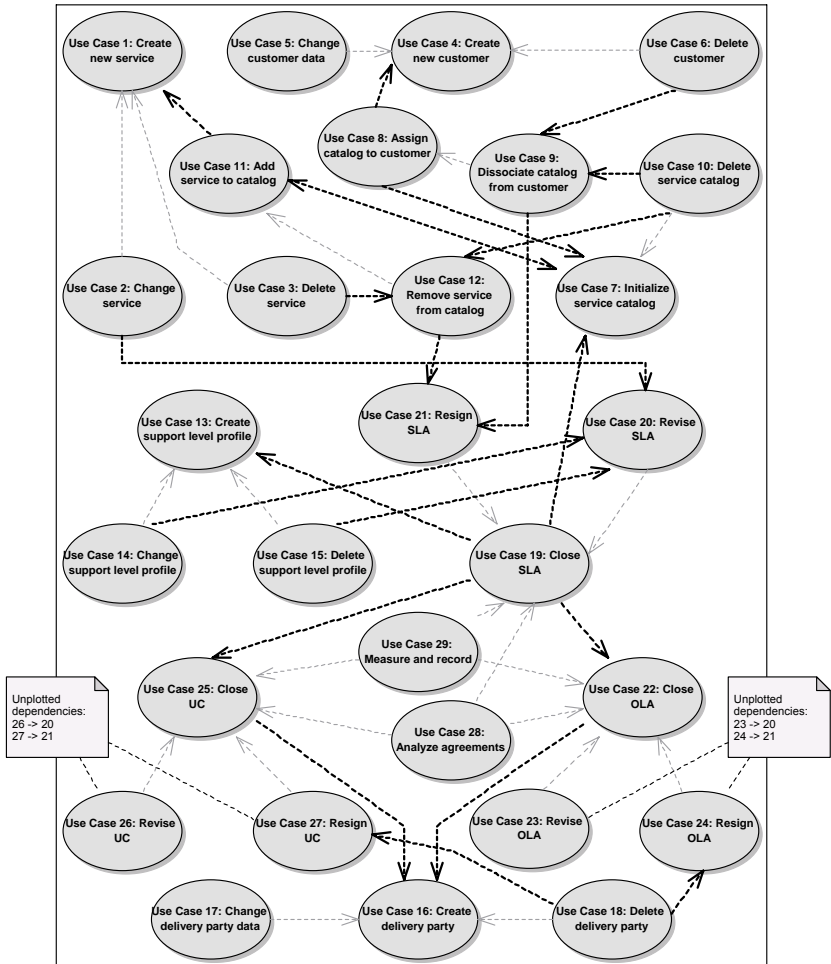 Use Case 1: Create
new service
Use Case 5: Change
customer data
Use Case 4: Create
new customer
Use Case 6: Delete
customer
Use Case 8: Assign
catalog to customer
Use Case 11: Add
service to catalog
Use Case 9:
Dissociate catalog
from customer
Use Case 10: Delete
service catalog
Use Case 2: Change
service
Use Case 3: Delete
service
Use Case 12:
Remove service
from catalog
Use Case 7: Initialize
service catalog
Use Case 13: Create
support level profile
Use Case 21: Resign
SLA
Use Case 20: Revise
SLA
Use Case 14: Change
support level profile
Use Case 15: Delete
support level profile
Use Case 19: Close
SLA
Use Case 29:
Measure and record
Use Case 25: Close
UC
Use Case 22: Close
OLA
Unplotted
dependencies:
26 -> 20
27 -> 21
Unplotted
dependencies:
23 -> 20
24 -> 21
Use Case 28:
Analyze agreements
Use Case 26: Revise
UC
Use Case 27: Resign
UC
Use Case 23: Revise
OLA
Use Case 24: Resign
OLA
Use Case 17: Change
delivery party data
Use Case 16: Create
delivery party
Use Case 18: Delete
delivery party